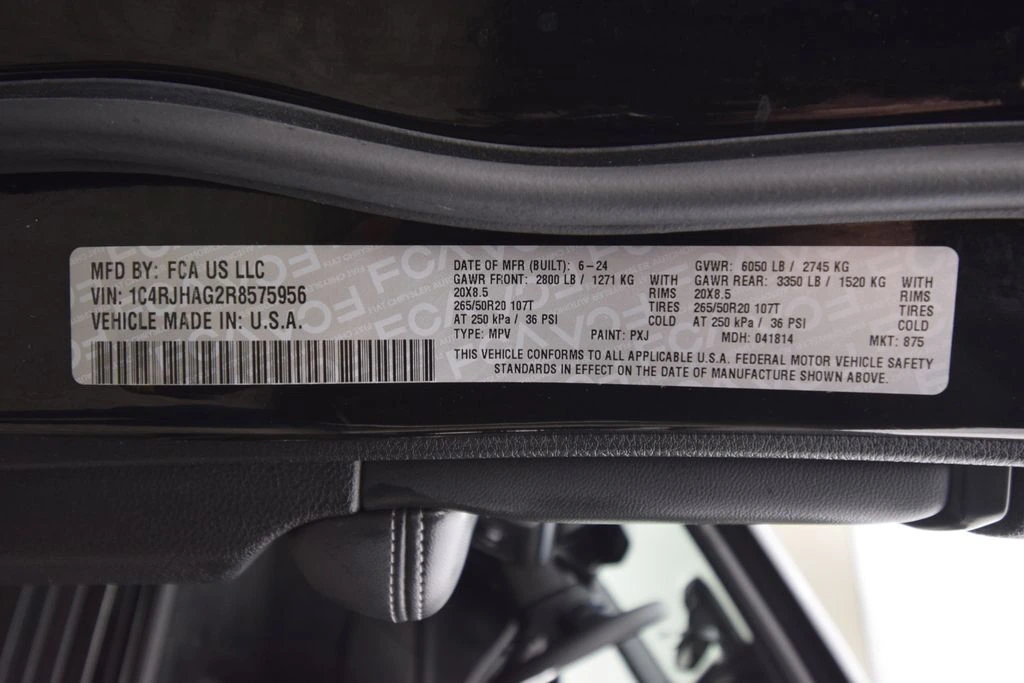 MFD BY: FCA US LLC
VIN: 1C4RJHAG2R8575956
VEHICLE MADE IN: U.S.A.
DATE OF MFR (BUILT): 6-24
GAWR FRONT: 2800 LB / 1271 KG WITH
20X8.5 RIMS
265/50R20 107T TIRES
AT 250 kPa / 36 PSI COLD
TYPE: MPV PAINT: PXJ
GVWR: 6050 LB / 2745 KG
GAWR REAR: 3350 LB / 1520 KG WITH
20X8.5 RIMS
265/50R20 107T TIRES
AT 250 kPa / 36 PSI COLD
MDH: 041814 MKT: 875
THIS VEHICLE CONFORMS TO ALL APPLICABLE U.S.A. FEDERAL MOTOR VEHICLE SAFETY
STANDARDS IN EFFECT ON THE DATE OF MANUFACTURE SHOWN ABOVE.